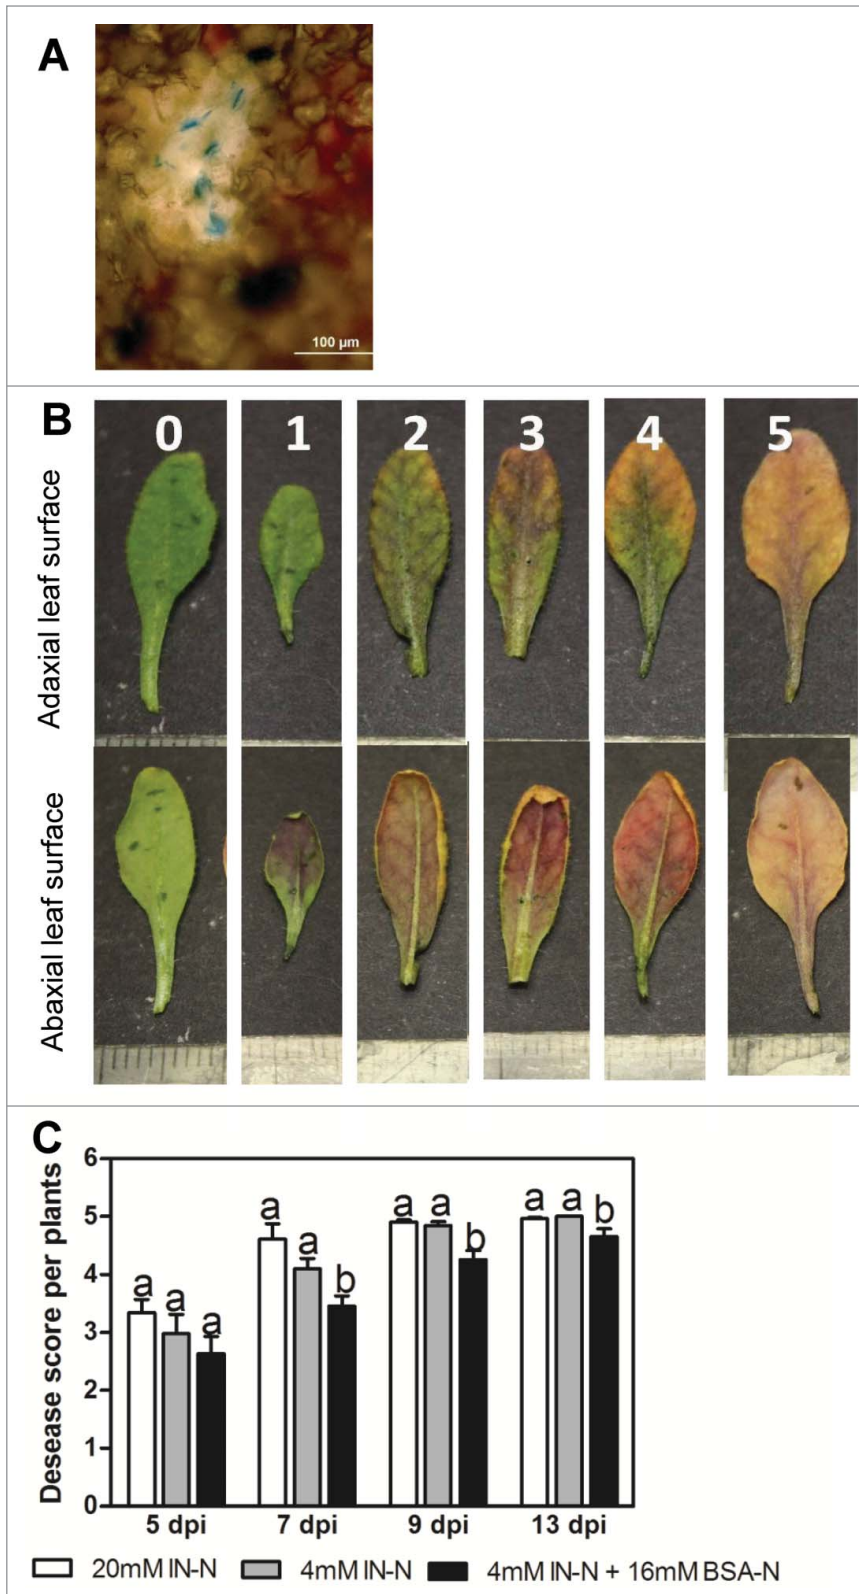 A
100 µm
B
0 1 2 3 4 5
Adaxial leaf surface
Abaxial leaf surface
C
Desease score per plants
6
5
4
3
2
1
0
a a a
a a b
a a b
a a b
5 dpi 7 dpi 9 dpi 13 dpi
20mM IN-N 4mM IN-N 4mM IN-N + 16mM BSA-N